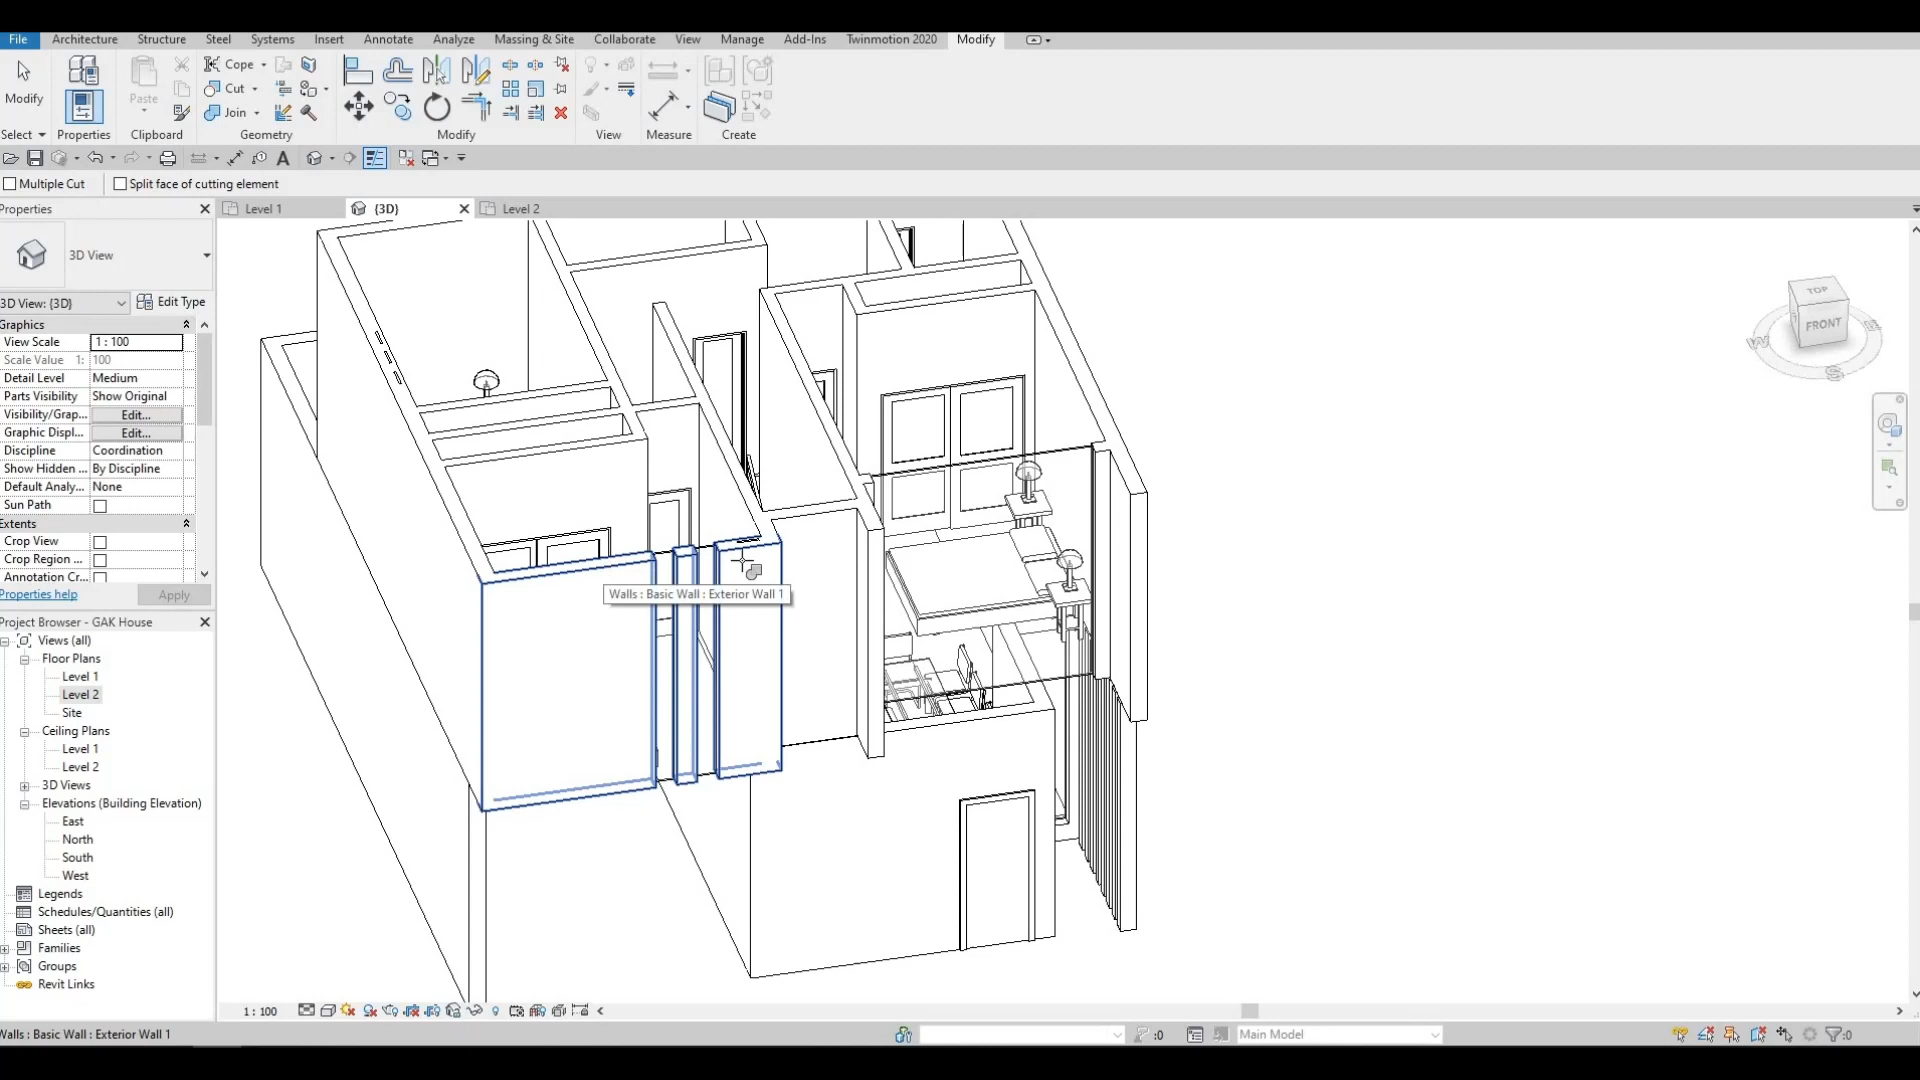 File Architecture Structure Steel Systems Insert Annotate Analyze Massing & Site Collaborate View Manage Add-Ins Twinmotion 2020 Modify
Cope
Cut
Modify Paste
Join
Select Properties Clipboard Geometry Modify View Measure Create
A
Multiple Cut Split face of cutting element
Properties Level 1 {3D} Level 2
3D View
3D View: {3D} Edit Type
Graphics
View Scale 1 : 100
Scale Value 1: 100
Detail Level Medium
Parts Visibility Show Original
Visibility/Grap... Edit...
Graphic Displ... Edit...
Discipline Coordination
Show Hidden ... By Discipline
Default Analy... None
Sun Path
Extents
Crop View
Crop Region ...
Annotation Cr...
Properties help Apply
Project Browser - GAK House
Views (all)
Floor Plans
Level 1
Level 2
Site
Ceiling Plans
Level 1
Level 2
3D Views
Elevations (Building Elevation)
East
North
South
West
Legends
Schedules/Quantities (all)
Sheets (all)
Families
Groups
Revit Links
TOP
FRONT
W
S
Walls : Basic Wall : Exterior Wall 1
1 : 100
Walls : Basic Wall : Exterior Wall 1 :0 Main Model :0